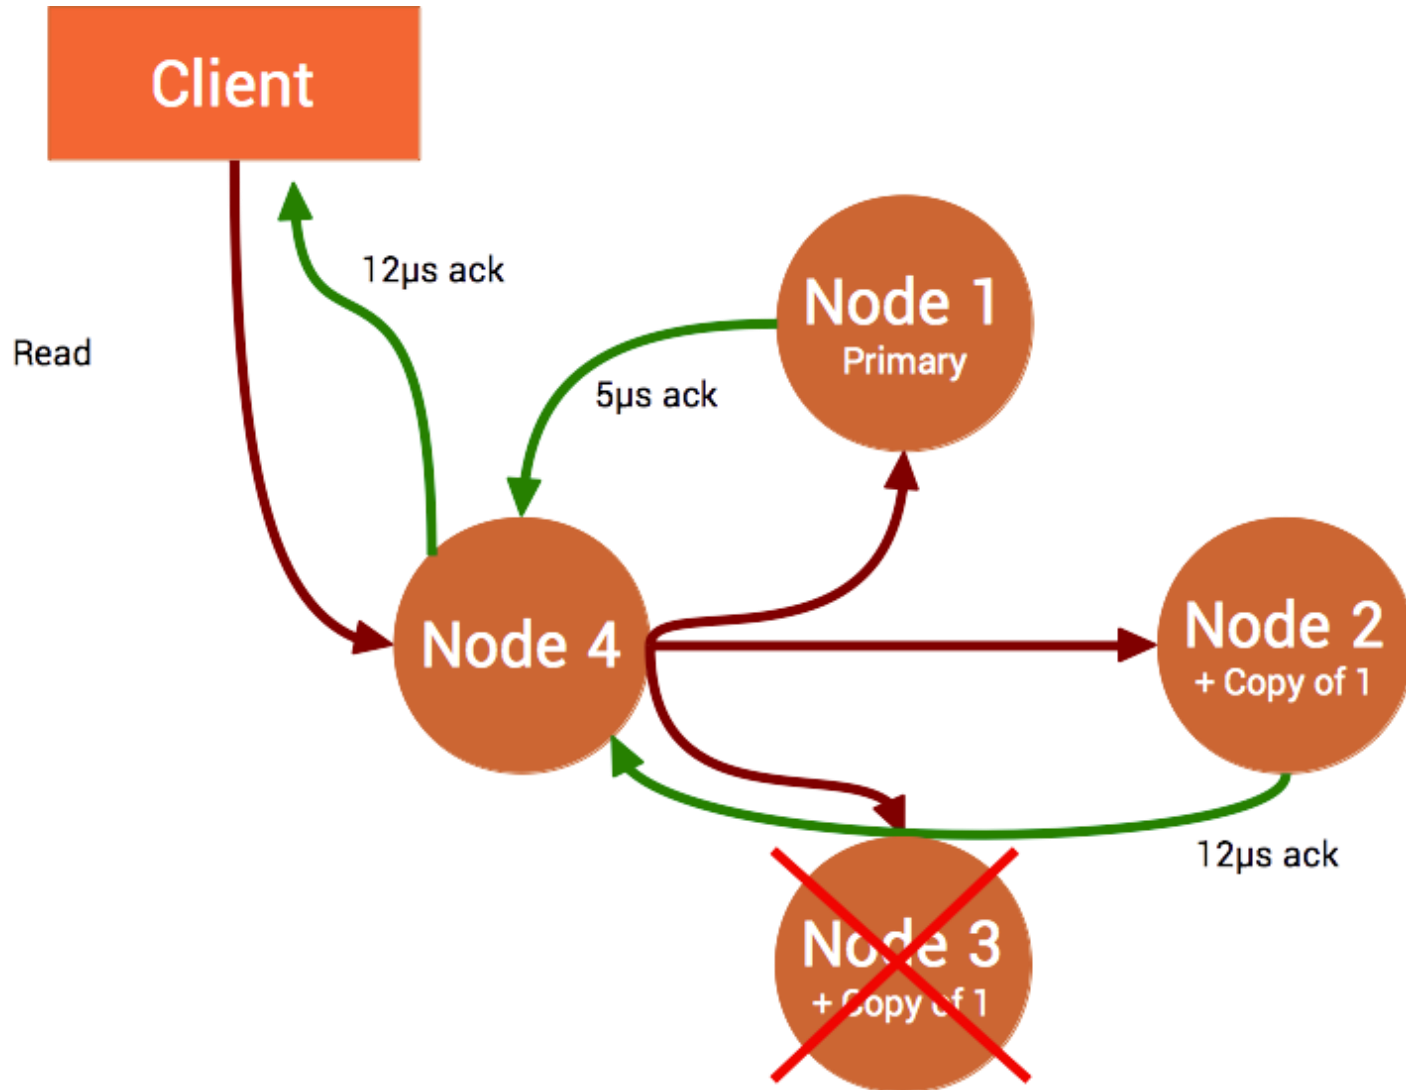 Client
12µs ack
Node 1
Primary
Read
5µs ack
Node 4
Node 2
+ Copy of 1
12µs ack
Node 3
+ Copy of 1